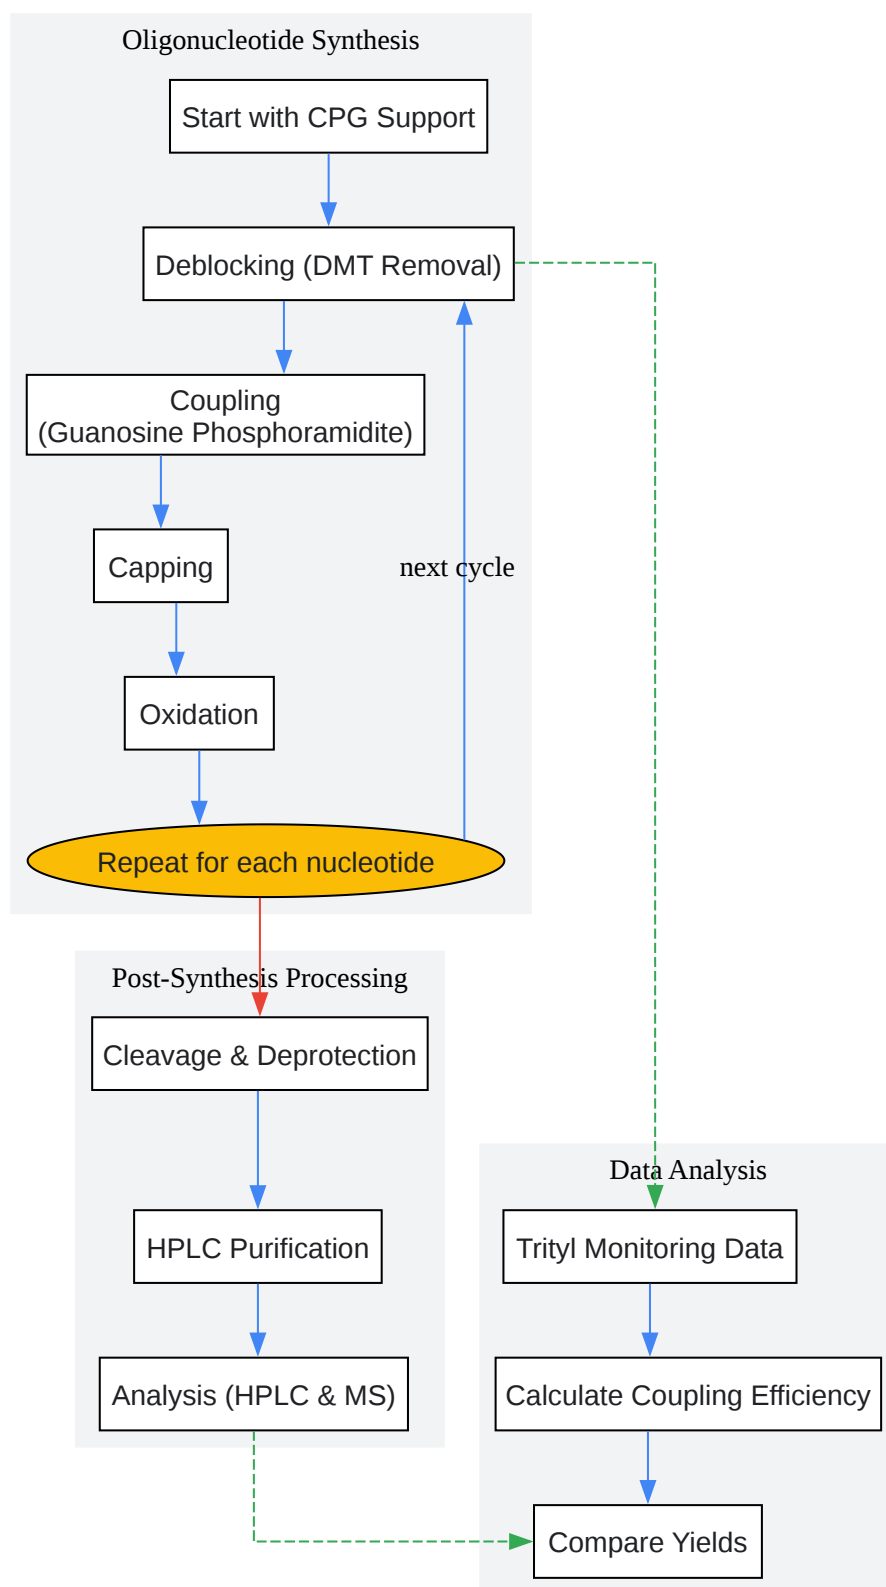 Oligonucleotide Synthesis
Start with CPG Support
Deblocking (DMT Removal)
Coupling
(Guanosine Phosphoramidite)
Capping
next cycle
Oxidation
Repeat for each nucleotide
Post-Synthesis Processing
Cleavage & Deprotection
HPLC Purification
Analysis (HPLC & MS)
Data Analysis
Trityl Monitoring Data
Calculate Coupling Efficiency
Compare Yields